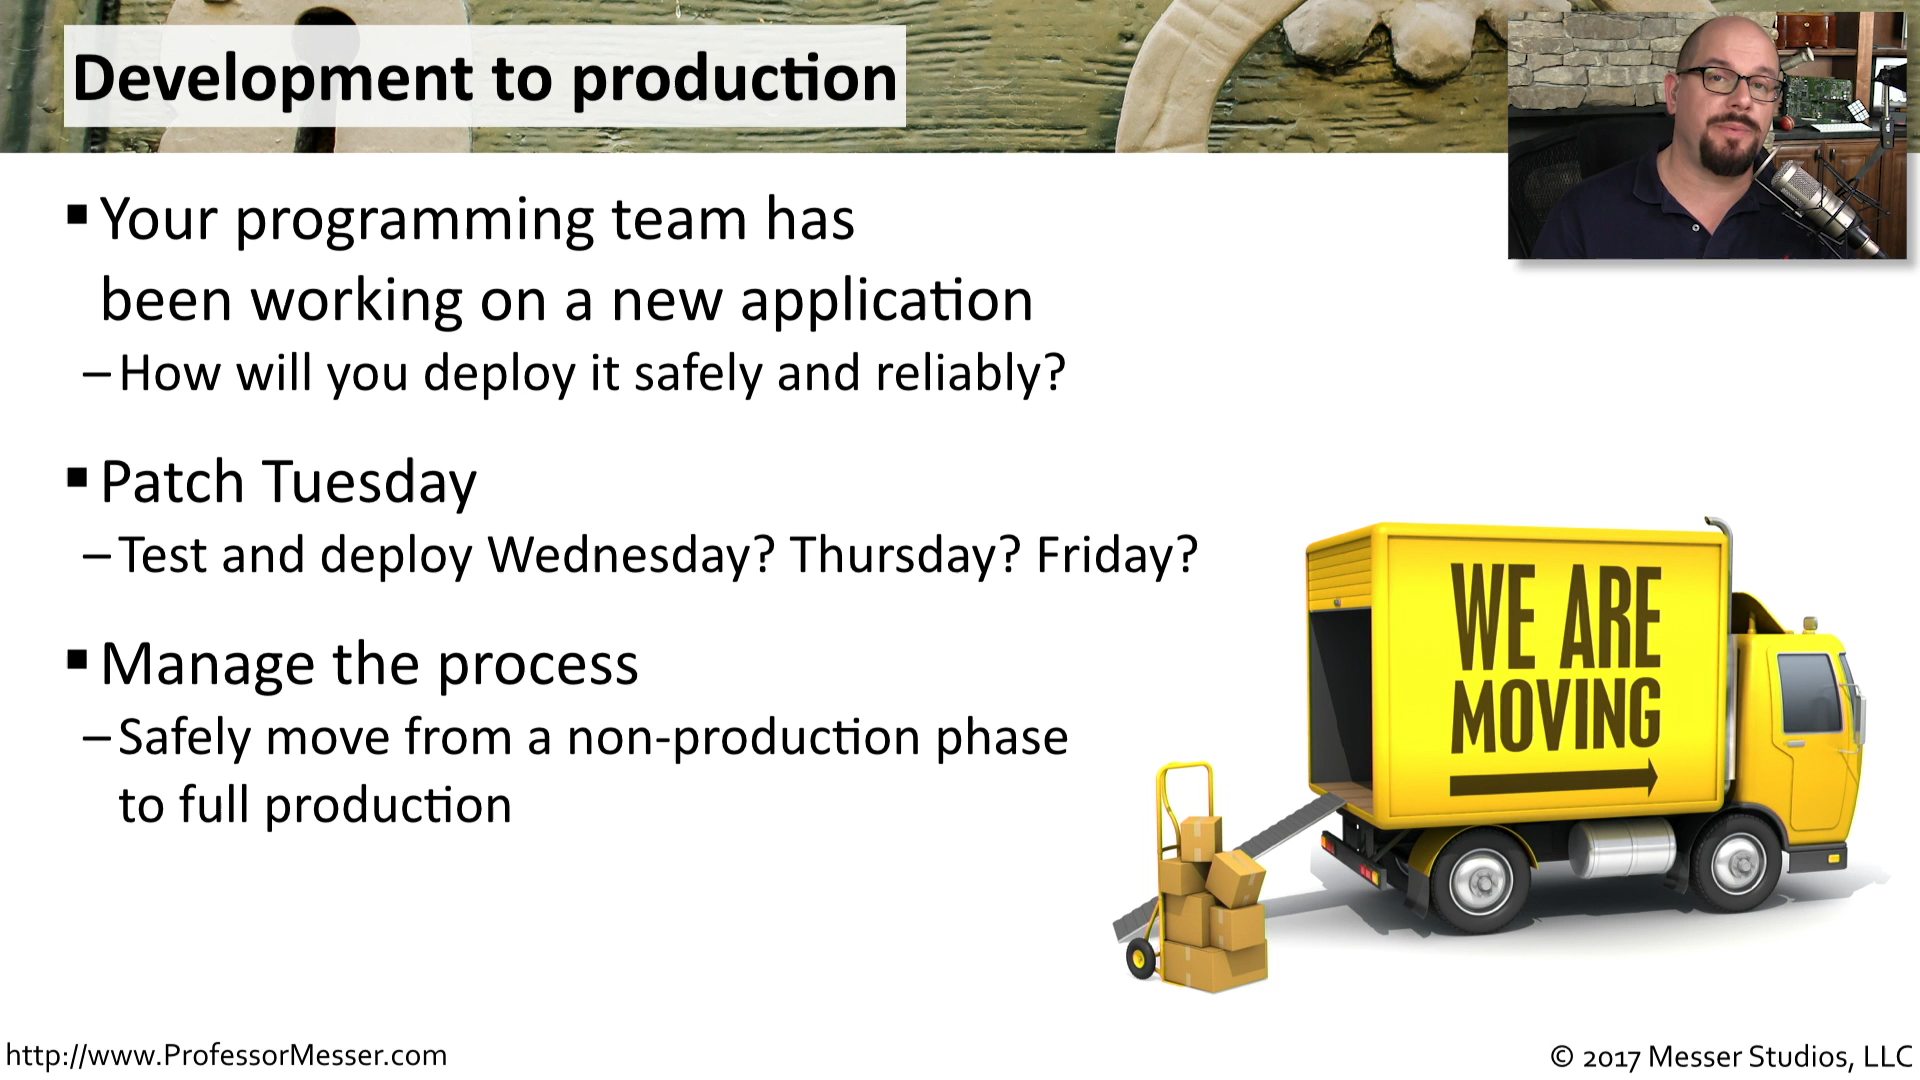 Development to production
▪ Your programming team has
been working on a new application
– How will you deploy it safely and reliably?
▪ Patch Tuesday
– Test and deploy Wednesday? Thursday? Friday?
▪ Manage the process
– Safely move from a non-production phase
to full production
WE ARE
MOVING
http://www.ProfessorMesser.com
© 2017 Messer Studios, LLC